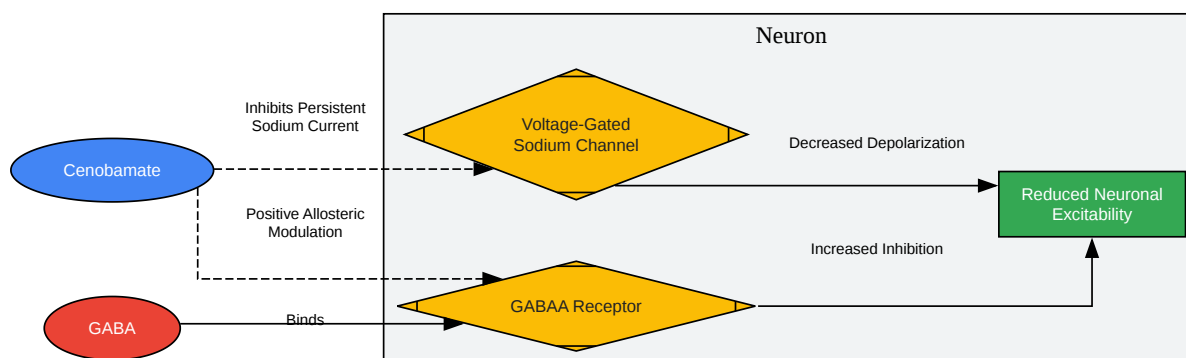 Neuron
Inhibits Persistent
Sodium Current
Voltage-Gated
Sodium Channel
Decreased Depolarization
Cenobamate
Reduced Neuronal
Excitability
Positive Allosteric
Modulation
Increased Inhibition
GABAA Receptor
GABA
Binds